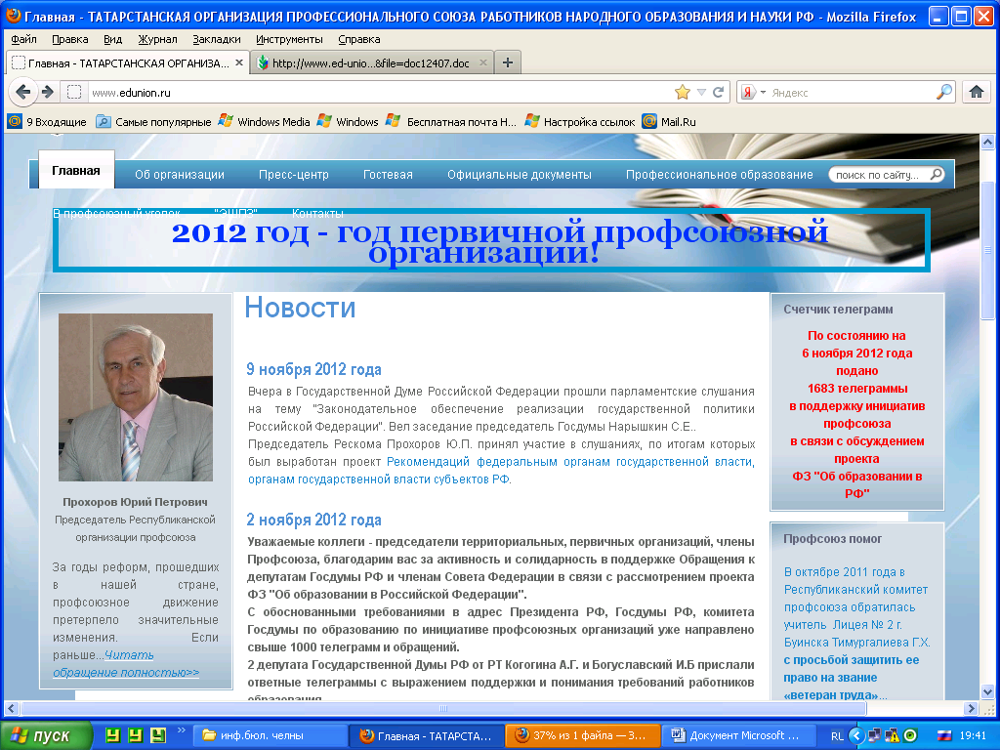 Главная - ТАТАРСТАНСКАЯ ОРГАНИЗАЦИЯ ПРОФЕССИОНАЛЬНОГО СОЮЗА РАБОТНИКОВ НАРОДНОГО ОБРАЗОВАНИЯ И НАУКИ РФ - Mozilla Firefox
Файл Правка Вид Журнал Закладки Инструменты Справка
Главная - ТАТАРСТАНСКАЯ ОРГАНИЗА... http://www.ed-unio...&file=doc12407.doc
www.edunion.ru Яндекс
9 Входящие Самые популярные Windows Media Windows Бесплатная почта Н... Настройка ссылок Mail.Ru
Главная Об организации Пресс-центр Гостевая Официальные документы Профессиональное образование поиск по сайту...
В профсоюзный уголок "ЭШПЗ" Контакты
2012 год - год первичной профсоюзной
организации!
Прохоров Юрий Петрович
Председатель Республиканской
организации профсоюза
За годы реформ, прошедших
в нашей стране,
профсоюзное движение
претерпело значительные
изменения. Если
раньше...Читать
обращение полностью>>
Новости
9 ноября 2012 года
Вчера в Государственной Думе Российской Федерации прошли парламентские слушания
на тему "Законодательное обеспечение реализации государственной политики
Российской Федерации". Вел заседание председатель Госдумы Нарышкин С.Е..
Председатель Рескома Прохоров Ю.П. принял участие в слушаниях, по итогам которых
был выработан проект Рекомендаций федеральным органам государственной власти,
органам государственной власти субъектов РФ.
2 ноября 2012 года
Уважаемые коллеги - председатели территориальных, первичных организаций, члены
Профсоюза, благодарим вас за активность и солидарность в поддержке Обращения к
депутатам Госдумы РФ и членам Совета Федерации в связи с рассмотрением проекта
ФЗ "Об образовании в Российской Федерации".
С обоснованными требованиями в адрес Президента РФ, Госдумы РФ, комитета
Госдумы по образованию по инициативе профсоюзных организаций уже направлено
свыше 1000 телеграмм и обращений.
2 депутата Государственной Думы РФ от РТ Когогина А.Г. и Богуславский И.Б прислали
ответные телеграммы с выражением поддержки и понимания требований работников
образования.
Счетчик телеграмм
По состоянию на
6 ноября 2012 года
подано
1683 телеграммы
в поддержку инициатив
профсоюза
в связи с обсуждением
проекта
ФЗ "Об образовании в
РФ"
Профсоюз помог
В октябре 2011 года в
Республиканский комитет
профсоюза обратилась
учитель Лицея № 2 г.
Буинска Тимургалиева Г.Х.
с просьбой защитить ее
право на звание
«ветеран труда»...
пуск инф.бюл. челны Главная - ТАТАРСТА... 37% из 1 файла — З... Документ Microsoft ... RL 19:41